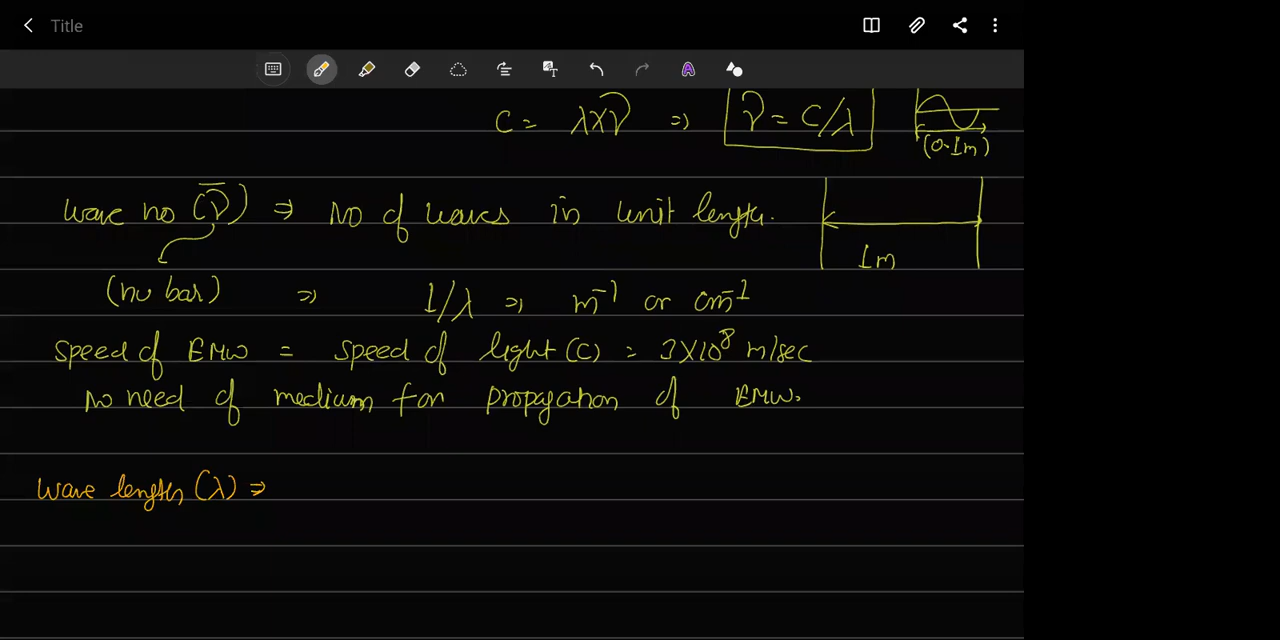 Title
C = λ×ν ⇒ ν = C/λ
(0.1m)
wave no (ν̄) ⇒ No of waves in unit length.
1m
(nu bar) ⇒ 1/λ ⇒ m⁻¹ or cm⁻¹
Speed of EMW = speed of light (C) = 3×10⁸ m/sec
No need of medium for propagation of EMW.
wave length (λ) ⇒